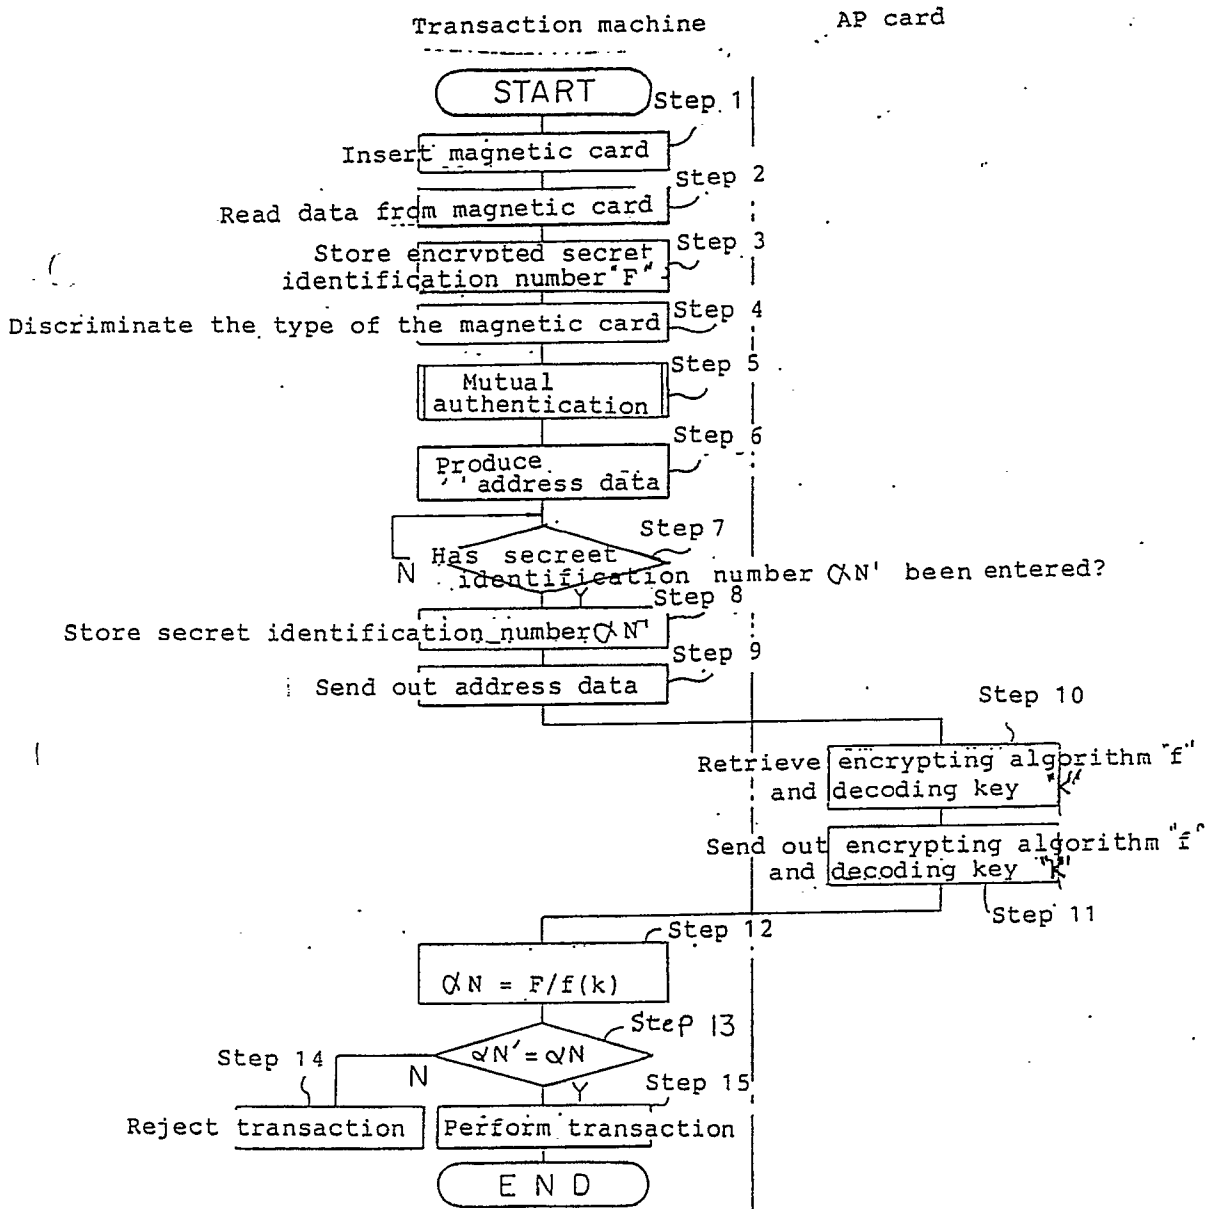 Transaction machine
AP card
START
Step 1
Insert magnetic card
Step 2
Read data from magnetic card
Step 3
Store encrypted secret
identification number "F"
Step 4
Discriminate the type of the magnetic card
Step 5
Mutual
authentication
Step 6
Produce
address data
Step 7
Has secreet
identification number αN' been entered?
N
Y
Step 8
Store secret identification number αN'
Step 9
Send out address data
Step 10
Retrieve encrypting algorithm "f"
and decoding key "K"
Send out encrypting algorithm "f"
and decoding key "k"
Step 11
Step 12
αN = F/f(k)
Step 13
αN' = αN
Step 14
N
Y
Step 15
Reject transaction
Perform transaction
END